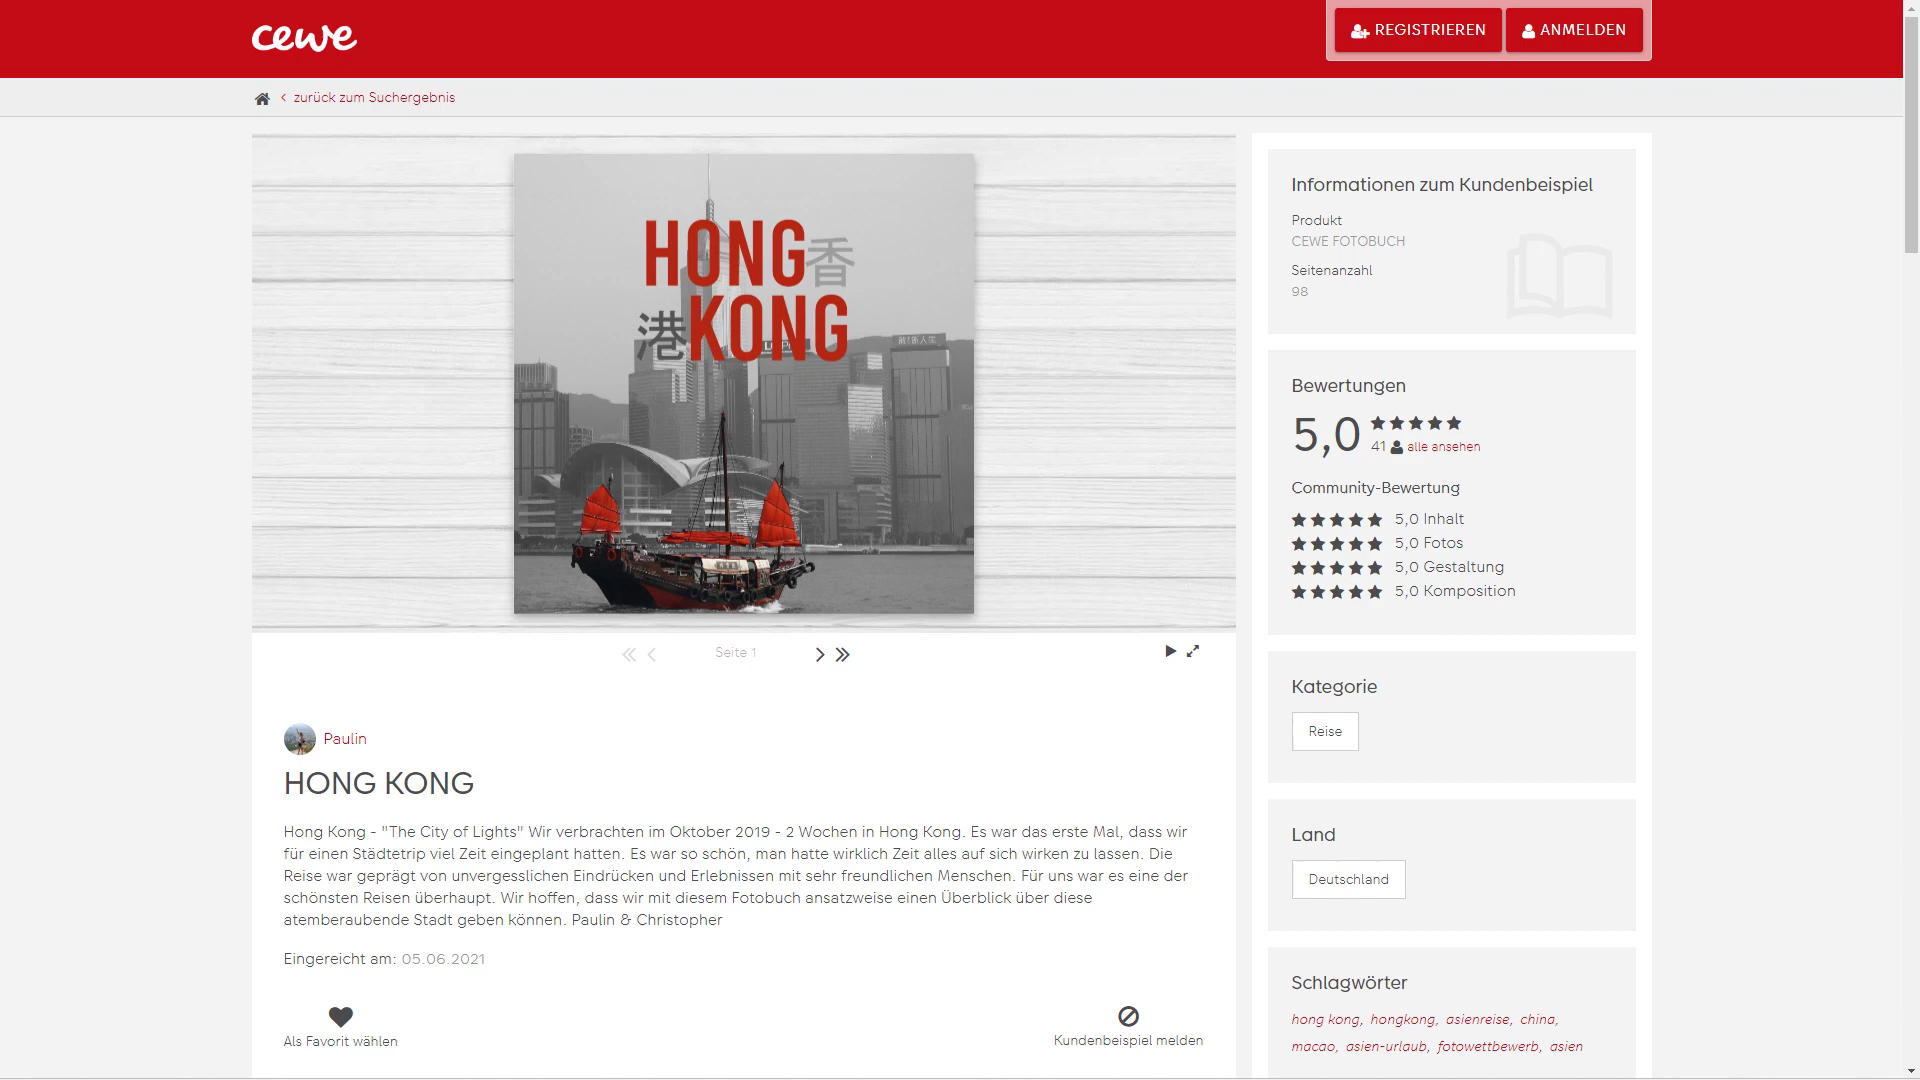 cewe
REGISTRIEREN
ANMELDEN
zurück zum Suchergebnis
HONG香
港KONG
Seite 1
Paulin
HONG KONG
Hong Kong - "The City of Lights" Wir verbrachten im Oktober 2019 - 2 Wochen in Hong Kong. Es war das erste Mal, dass wir
für einen Städtetrip viel Zeit eingeplant hatten. Es war so schön, man hatte wirklich Zeit alles auf sich wirken zu lassen. Die
Reise war geprägt von unvergesslichen Eindrücken und Erlebnissen mit sehr freundlichen Menschen. Für uns war es eine der
schönsten Reisen überhaupt. Wir hoffen, dass wir mit diesem Fotobuch ansatzweise einen Überblick über diese
atemberaubende Stadt geben können. Paulin & Christopher
Eingereicht am: 05.06.2021
Als Favorit wählen
Kundenbeispiel melden
Informationen zum Kundenbeispiel
Produkt
CEWE FOTOBUCH
Seitenanzahl
98
Bewertungen
5,0
41 alle ansehen
Community-Bewertung
5,0 Inhalt
5,0 Fotos
5,0 Gestaltung
5,0 Komposition
Kategorie
Reise
Land
Deutschland
Schlagwörter
hong kong, hongkong, asienreise, china,
macao, asien-urlaub, fotowettbewerb, asien